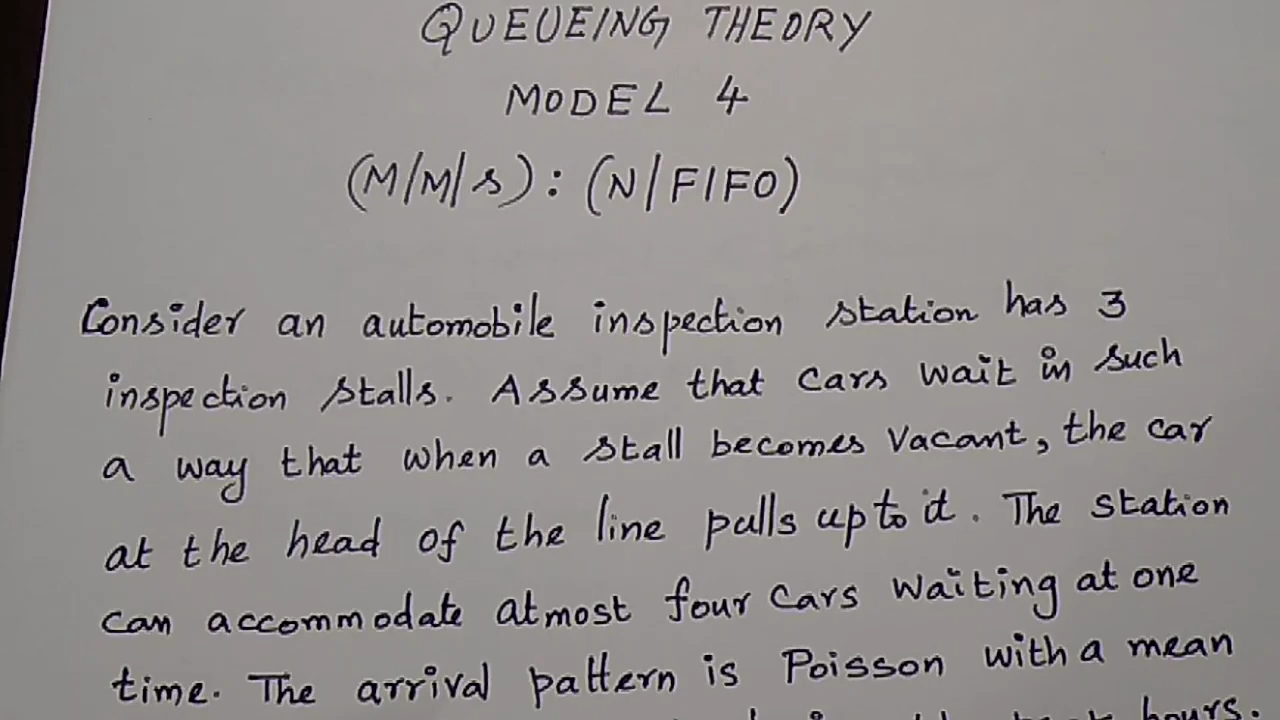 QUEUEING THEORY
MODEL 4
(M/M/s) : (N/FIFO)
Consider an automobile inspection station has 3
inspection stalls. Assume that cars wait in such
a way that when a stall becomes vacant, the car
at the head of the line pulls up to it. The station
can accommodate atmost four cars waiting at one
time. The arrival pattern is Poisson with a mean
hours.